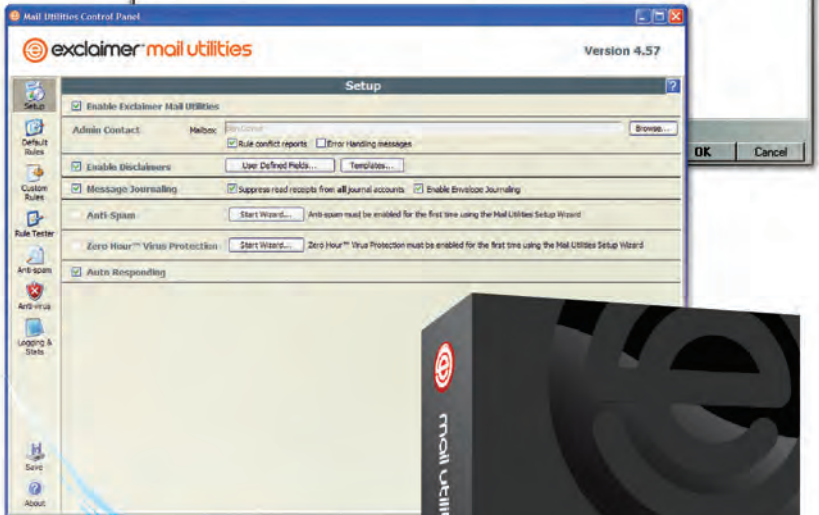 Mail Utilities Control Panel
exclaimer mail utilities
Version 4.57
Setup
?
Setup
Enable Exclaimer Mail Utilities
Default Rules
Admin Contact
Mailbox
Browse...
Rule conflict reports
Error Handling messages
OK
Cancel
Enable Disclaimers
User Defined Fields...
Templates...
Custom Rules
Message Journaling
Suppress read receipts from all journal accounts
Enable Envelope Journaling
Rule Tester
Anti-Spam
Start Wizard...
Anti-spam must be enabled for the first time using the Mail Utilities Setup Wizard
Zero Hour™ Virus Protection
Start Wizard...
Zero Hour™ Virus Protection must be enabled for the first time using the Mail Utilities Setup Wizard
Anti-spam
Auto Responding
Anti-virus
Logging & Stats
mail utili
Save
About